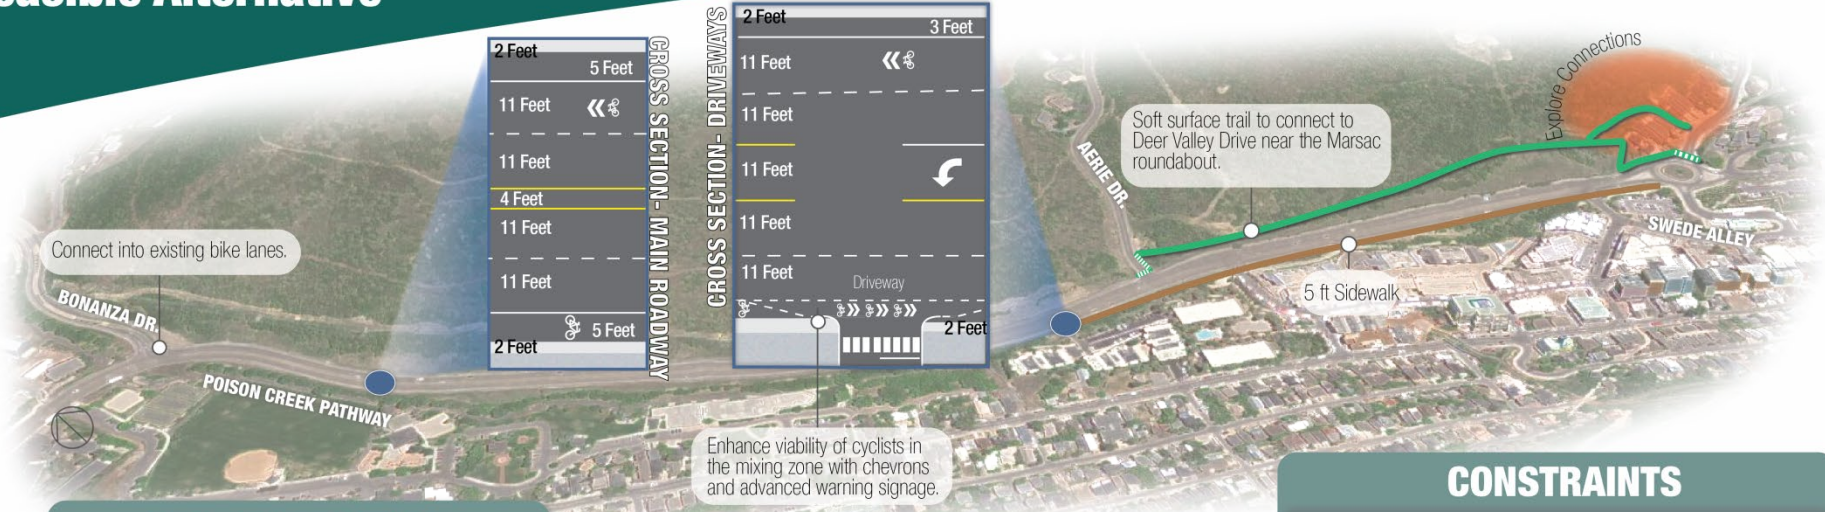 Alternative
2 Feet
5 Feet
11 Feet
11 Feet
4 Feet
11 Feet
11 Feet
5 Feet
2 Feet
CROSS SECTION- MAIN ROADWAY
CROSS SECTION- DRIVEWAYS
2 Feet
3 Feet
11 Feet
11 Feet
11 Feet
11 Feet
11 Feet
Driveway
2 Feet
Explore Connections
Soft surface trail to connect to
Deer Valley Drive near the Marsac
roundabout.
AERIE DR.
SWEDE ALLEY
5 ft Sidewalk
Connect into existing bike lanes.
BONANZA DR.
POISON CREEK PATHWAY
Enhance viability of cyclists in
the mixing zone with chevrons
and advanced warning signage.
CONSTRAINTS